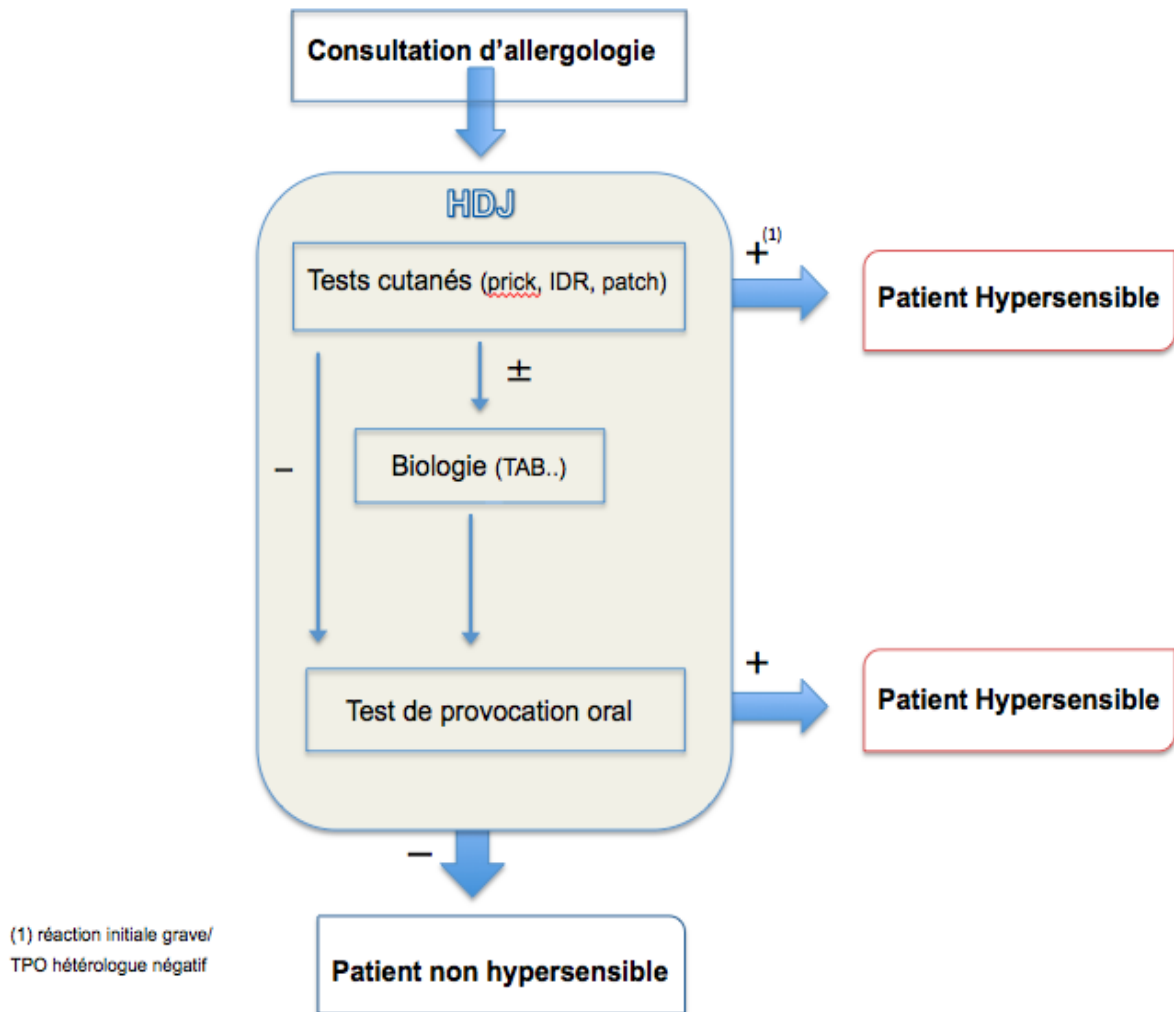 Consultation d’allergologie
HDJ
Tests cutanés (prick, IDR, patch)
+(1)
Patient Hypersensible
±
Biologie (TAB..)
–
Test de provocation oral
+
Patient Hypersensible
–
(1) réaction initiale grave/
TPO hétérologue négatif
Patient non hypersensible